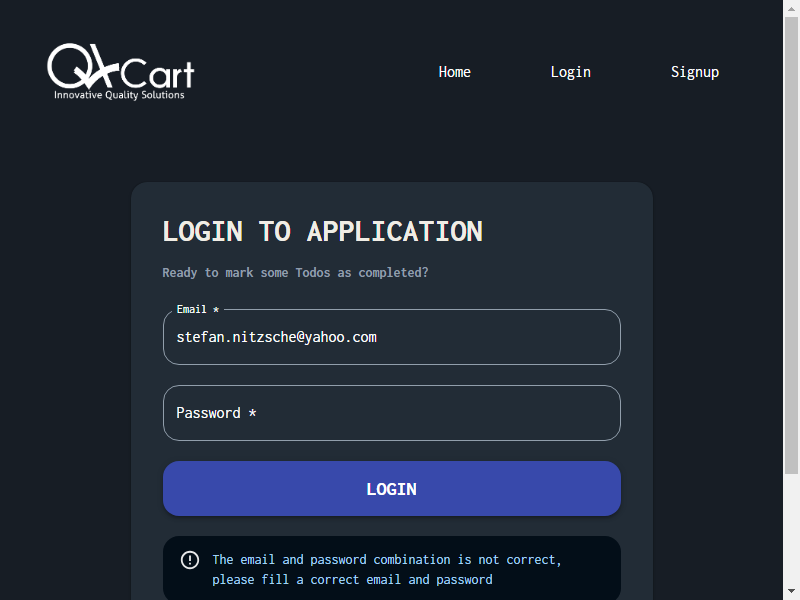 QACart
Innovative Quality Solutions
Home Login Signup
LOGIN TO APPLICATION
Ready to mark some Todos as completed?
Email *
stefan.nitzsche@yahoo.com
Password *
LOGIN
The email and password combination is not correct,
please fill a correct email and password